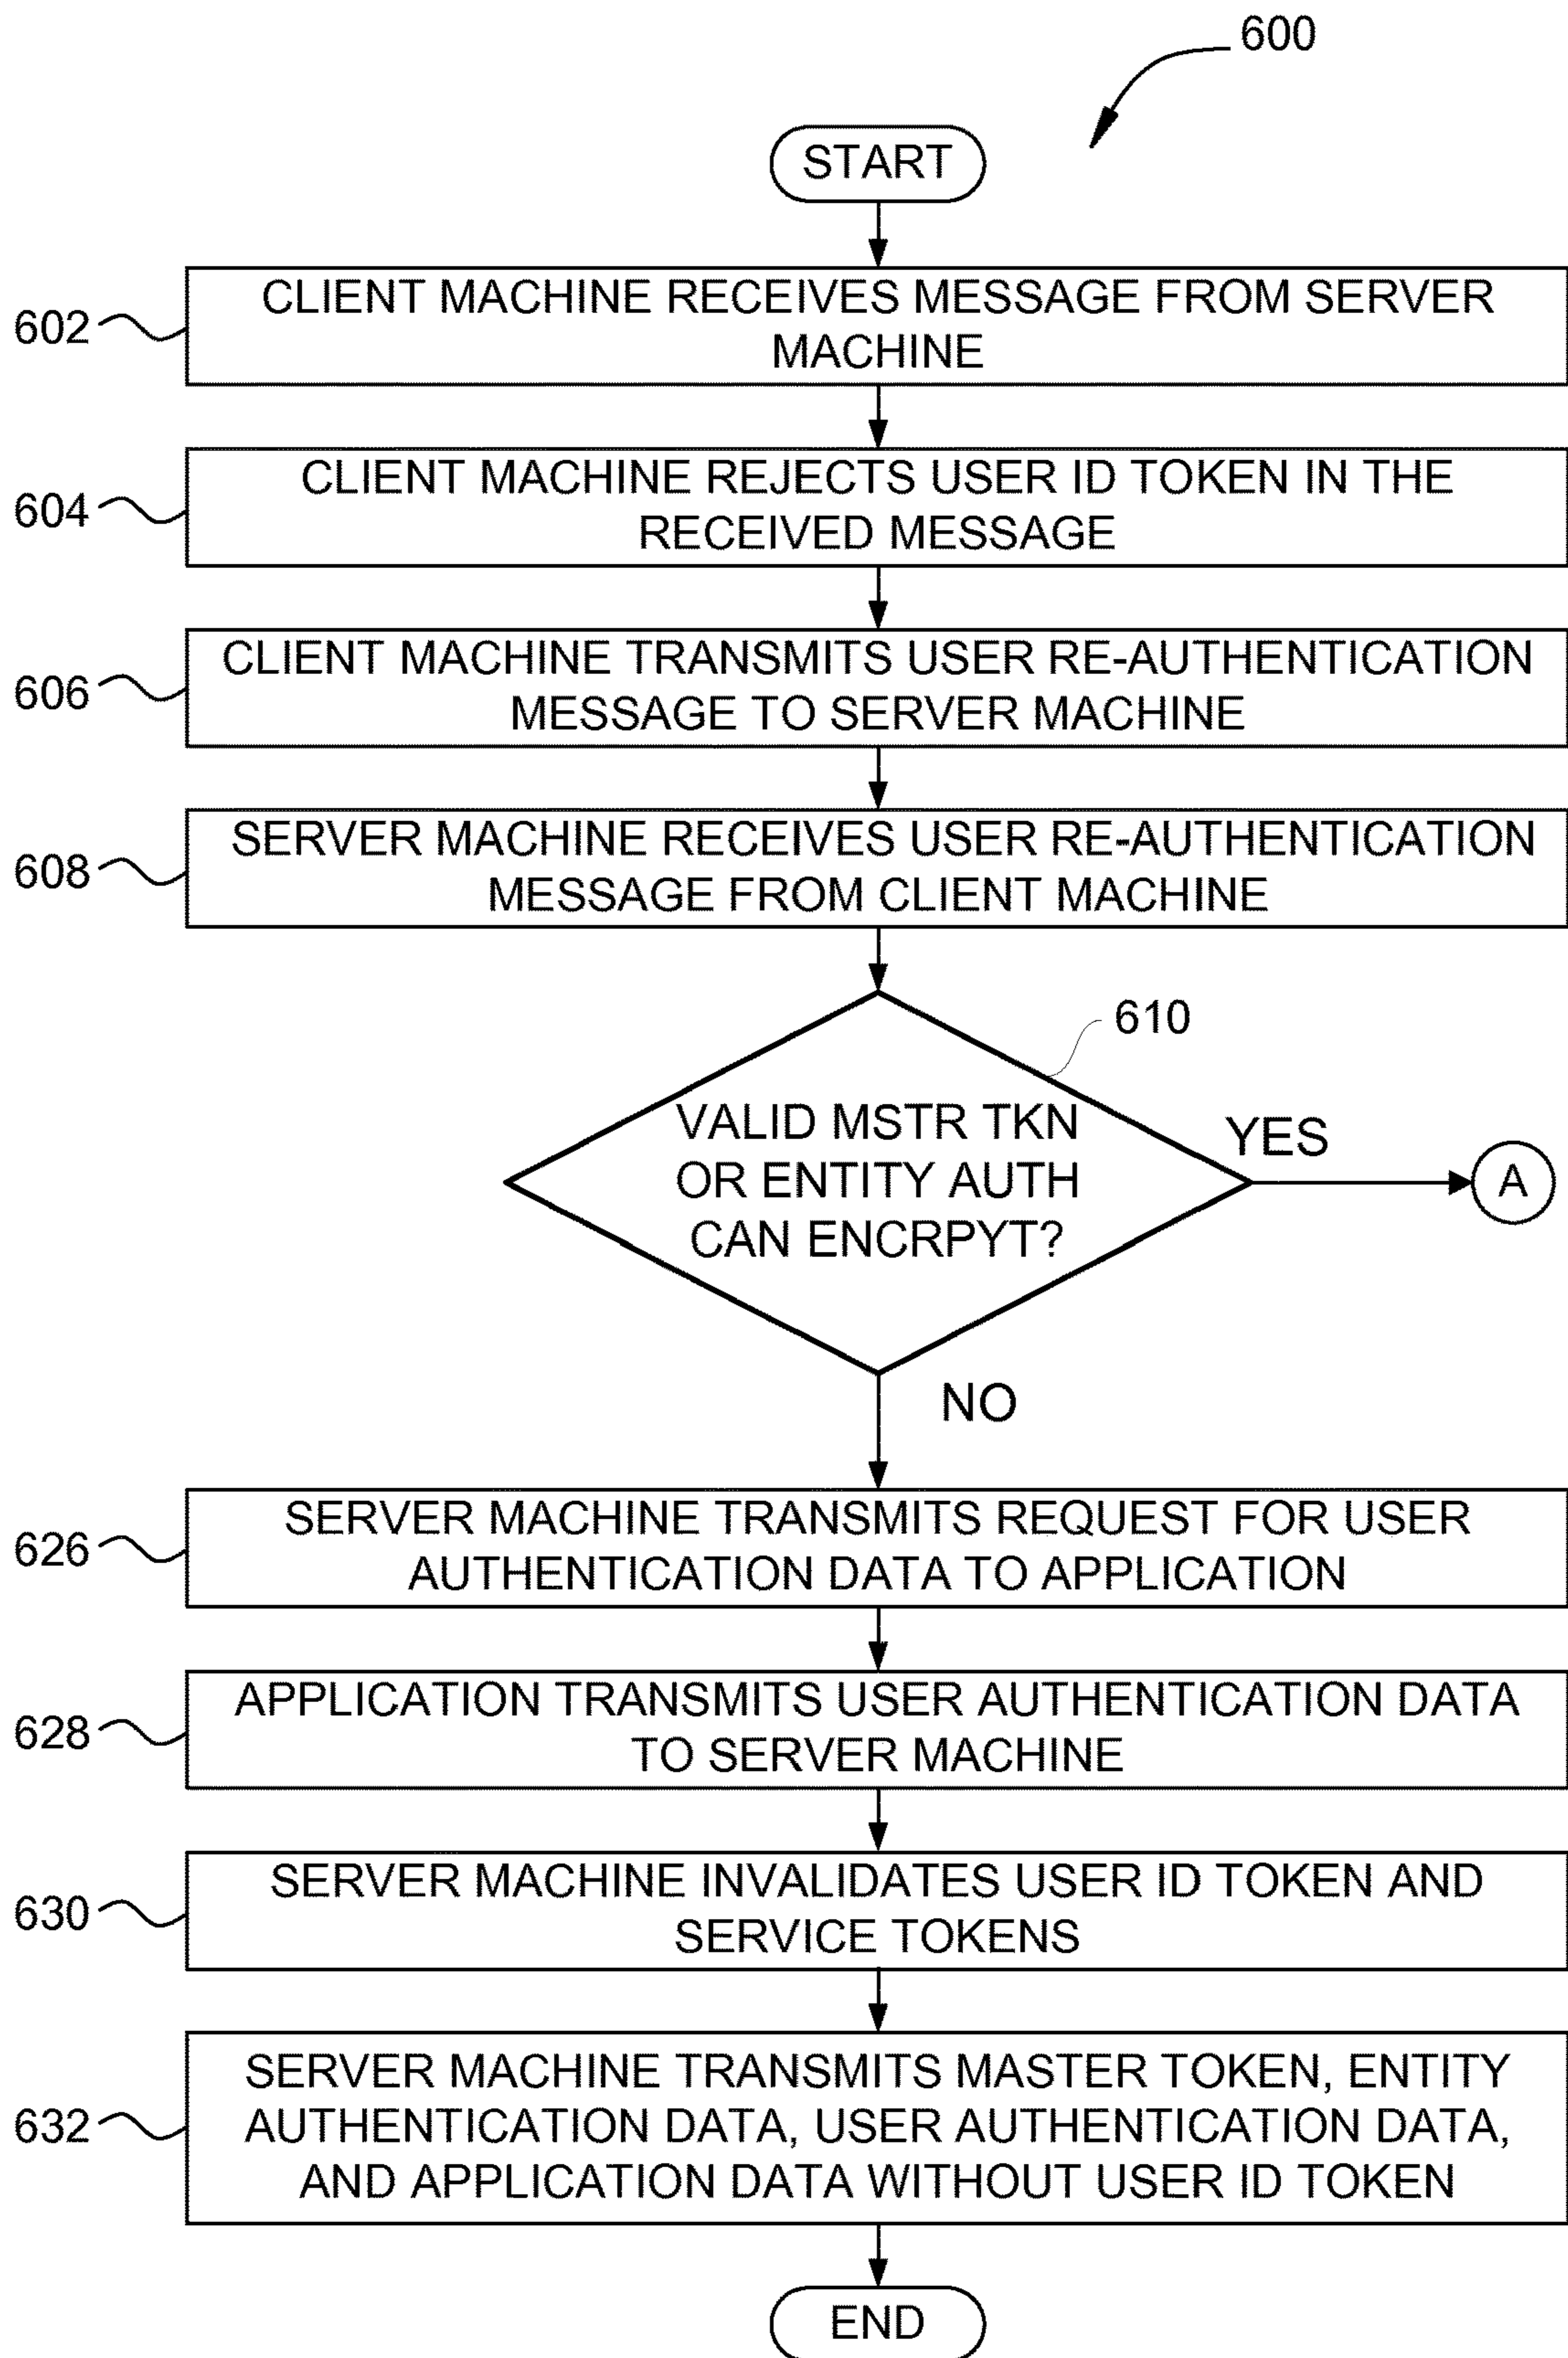 600
START
CLIENT MACHINE RECEIVES MESSAGE FROM SERVER
MACHINE
602
CLIENT MACHINE REJECTS USER ID TOKEN IN THE
RECEIVED MESSAGE
604
CLIENT MACHINE TRANSMITS USER RE-AUTHENTICATION
MESSAGE TO SERVER MACHINE
606
SERVER MACHINE RECEIVES USER RE-AUTHENTICATION
MESSAGE FROM CLIENT MACHINE
608
610
VALID MSTR TKN
OR ENTITY AUTH
CAN ENCRPYT?
YES
A
NO
SERVER MACHINE TRANSMITS REQUEST FOR USER
AUTHENTICATION DATA TO APPLICATION
626
APPLICATION TRANSMITS USER AUTHENTICATION DATA
TO SERVER MACHINE
628
SERVER MACHINE INVALIDATES USER ID TOKEN AND
SERVICE TOKENS
630
SERVER MACHINE TRANSMITS MASTER TOKEN, ENTITY
AUTHENTICATION DATA, USER AUTHENTICATION DATA,
AND APPLICATION DATA WITHOUT USER ID TOKEN
632
END